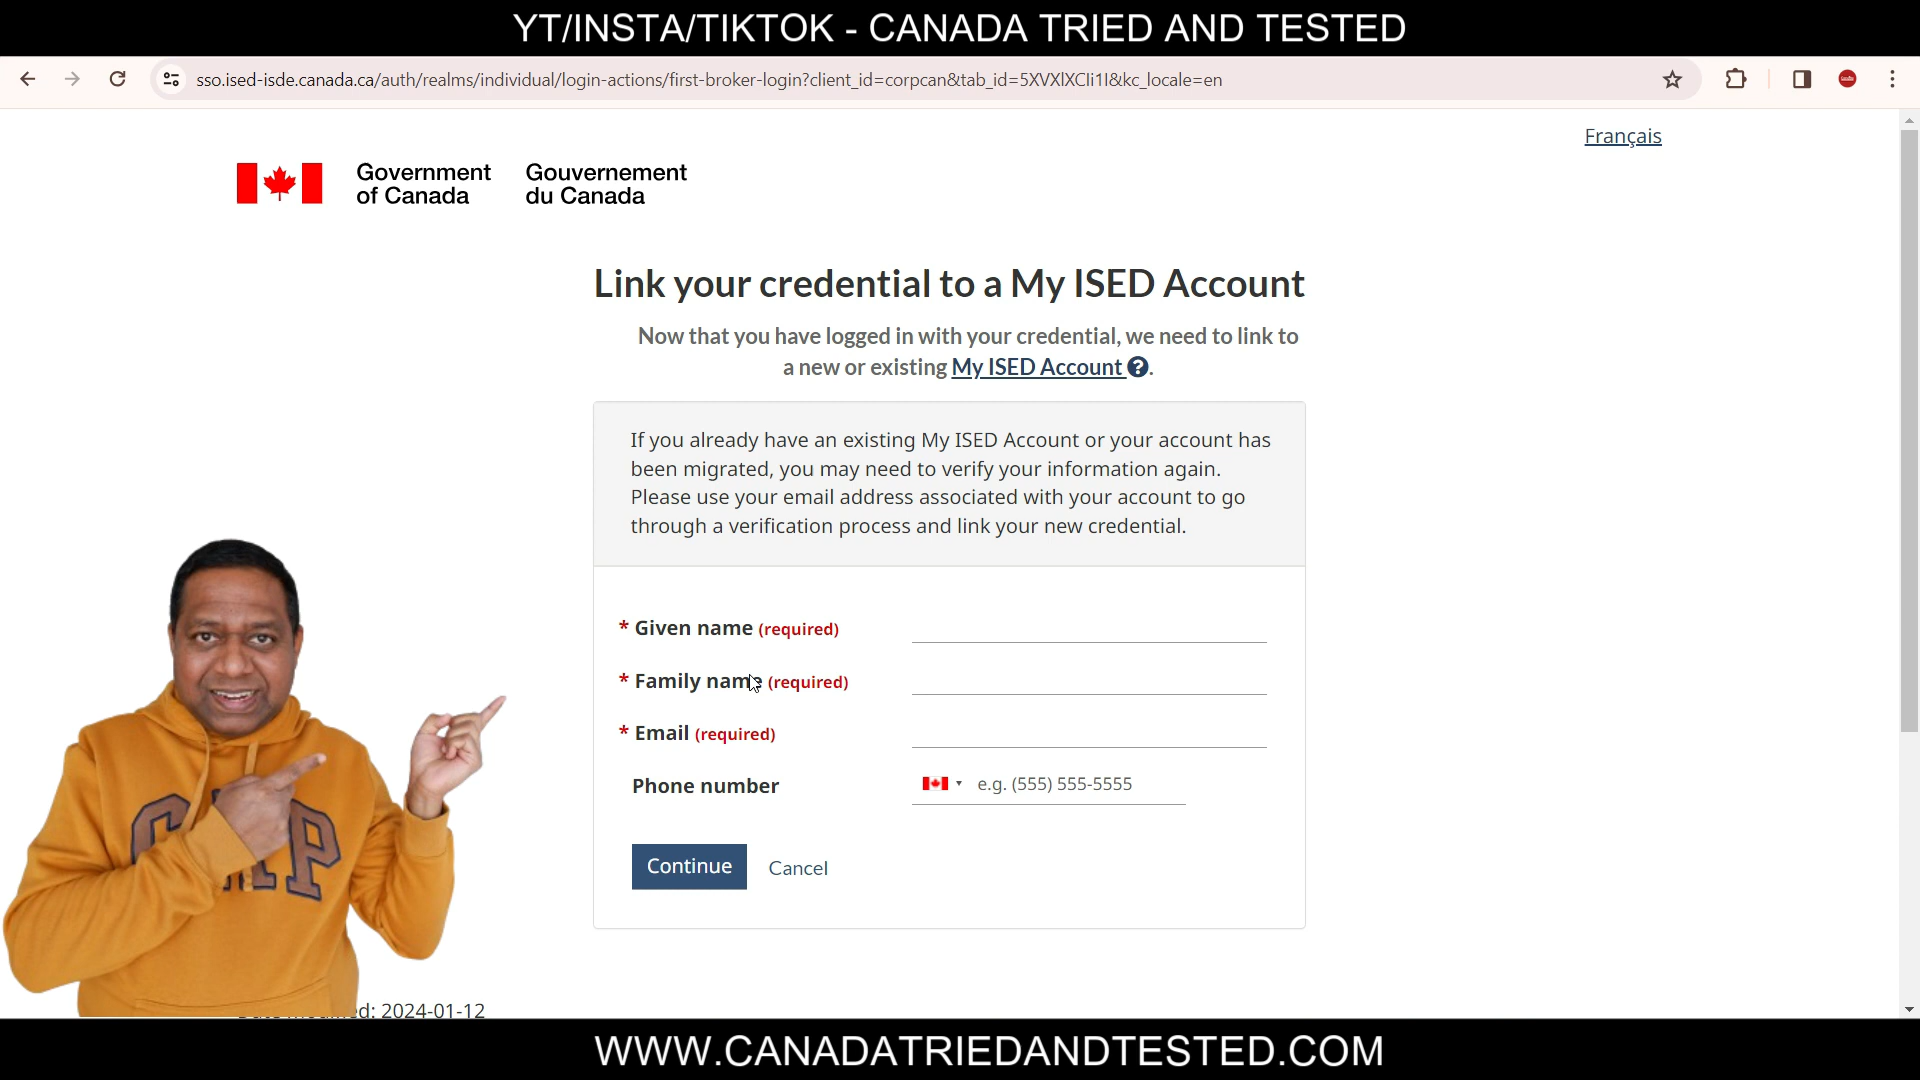 YT/INSTA/TIKTOK - CANADA TRIED AND TESTED
sso.ised-isde.canada.ca/auth/realms/individual/login-actions/first-broker-login?client_id=corpcan&tab_id=5XVXlXCIi1I&kc_locale=en
Français
Government of Canada
Gouvernement du Canada
Link your credential to a My ISED Account
Now that you have logged in with your credential, we need to link to
a new or existing My ISED Account ?.
If you already have an existing My ISED Account or your account has
been migrated, you may need to verify your information again.
Please use your email address associated with your account to go
through a verification process and link your new credential.
* Given name (required)
* Family name (required)
* Email (required)
Phone number e.g. (555) 555-5555
Continue Cancel
2024-01-12
WWW.CANADATRIEDANDTESTED.COM